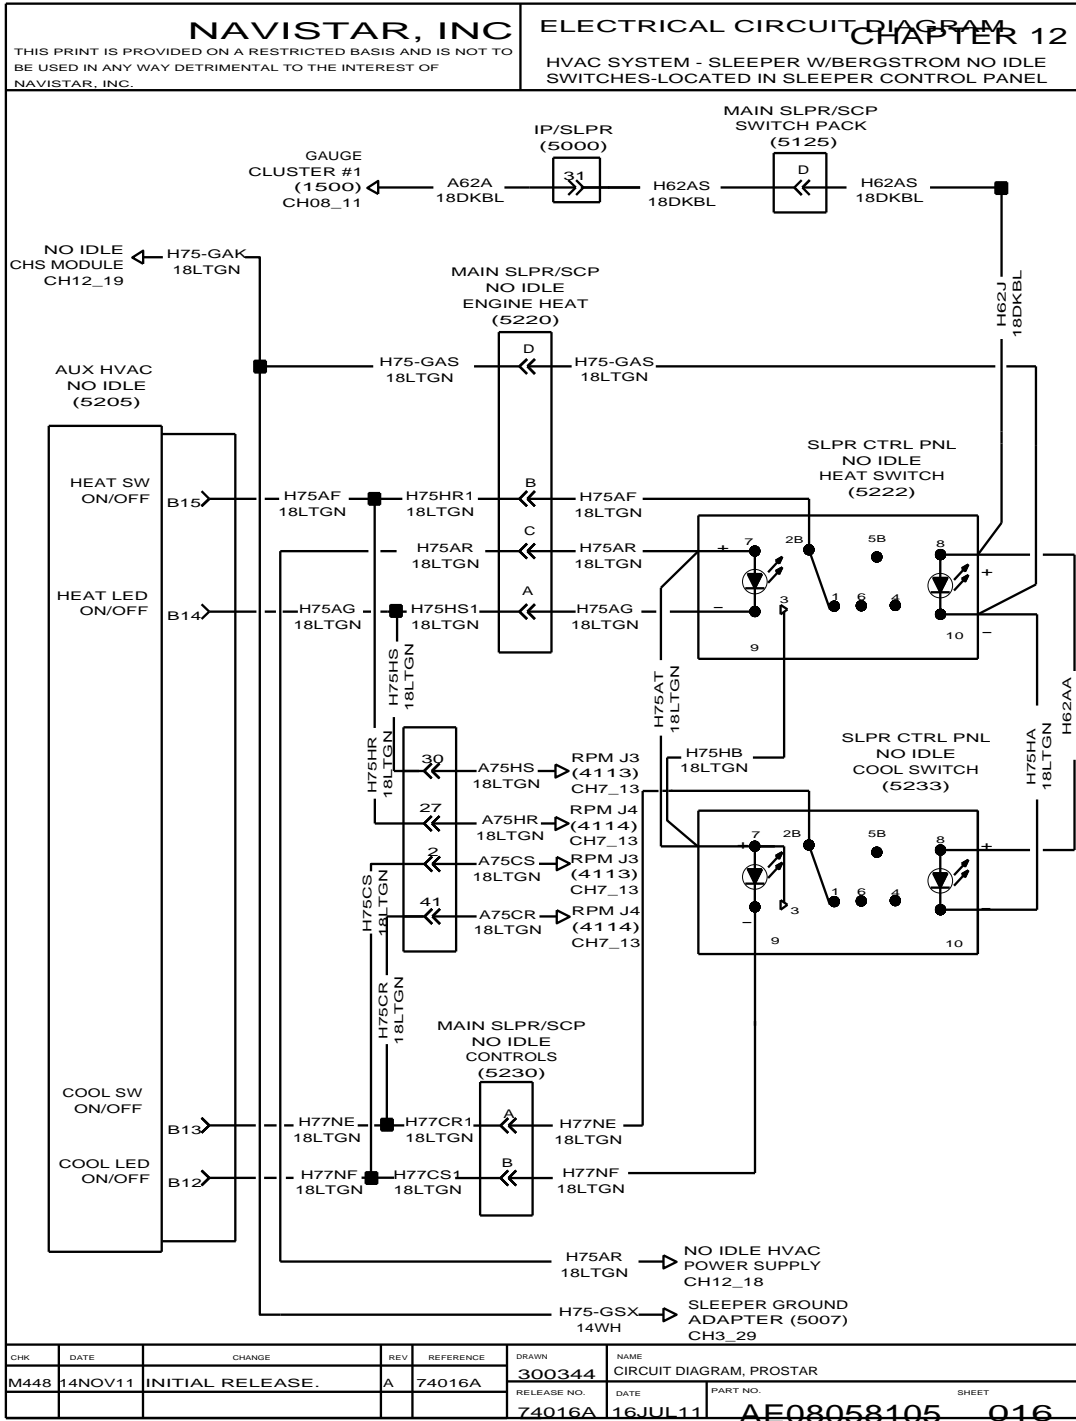 NAVISTAR, INC
THIS PRINT IS PROVIDED ON A RESTRICTED BASIS AND IS NOT TO
BE USED IN ANY WAY DETRIMENTAL TO THE INTEREST OF
NAVISTAR, INC.
ELECTRICAL CIRCUIT DIAGRAM
CHAPTER 12
HVAC SYSTEM - SLEEPER W/BERGSTROM NO IDLE
SWITCHES-LOCATED IN SLEEPER CONTROL PANEL
GAUGE
CLUSTER #1
(1500)
CH08_11
A62A
18DKBL
IP/SLPR
(5000)
31
H62AS
18DKBL
MAIN SLPR/SCP
SWITCH PACK
(5125)
D
H62AS
18DKBL
H62J
18DKBL
NO IDLE
CHS MODULE
CH12_19
H75-GAK
18LTGN
MAIN SLPR/SCP
NO IDLE
ENGINE HEAT
(5220)
H75-GAS
18LTGN
D
H75-GAS
18LTGN
AUX HVAC
NO IDLE
(5205)
HEAT SW
ON/OFF
B15
H75AF
18LTGN
H75HR1
18LTGN
B
H75AF
18LTGN
H75AR
18LTGN
C
H75AR
18LTGN
HEAT LED
ON/OFF
B14
H75AG
18LTGN
H75HS1
18LTGN
A
H75AG
18LTGN
SLPR CTRL PNL
NO IDLE
HEAT SWITCH
(5222)
+
7
2B
5B
8
+
-
3
1
6
4
9
10
-
H75HS
18LTGN
H75HR
18LTGN
H75AT
18LTGN
H75HB
18LTGN
H75HA
18LTGN
H62AA
30
A75HS
18LTGN
RPM J3
(4113)
CH7_13
27
A75HR
18LTGN
RPM J4
(4114)
CH7_13
2
A75CS
18LTGN
RPM J3
(4113)
CH7_13
41
A75CR
18LTGN
RPM J4
(4114)
CH7_13
H75CS
18LTGN
H75CR
18LTGN
SLPR CTRL PNL
NO IDLE
COOL SWITCH
(5233)
+
7
2B
5B
8
+
-
3
1
6
4
9
10
-
MAIN SLPR/SCP
NO IDLE
CONTROLS
(5230)
COOL SW
ON/OFF
B13
H77NE
18LTGN
H77CR1
18LTGN
A
H77NE
18LTGN
COOL LED
ON/OFF
B12
H77NF
18LTGN
H77CS1
18LTGN
B
H77NF
18LTGN
H75AR
18LTGN
NO IDLE HVAC
POWER SUPPLY
CH12_18
H75-GSX
14WH
SLEEPER GROUND
ADAPTER (5007)
CH3_29
CHK DATE CHANGE REV REFERENCE
M448 14NOV11 INITIAL RELEASE. A 74016A
DRAWN
300344
NAME
CIRCUIT DIAGRAM, PROSTAR
RELEASE NO.
74016A
DATE
16JUL11
PART NO.
AE08058105
SHEET
016